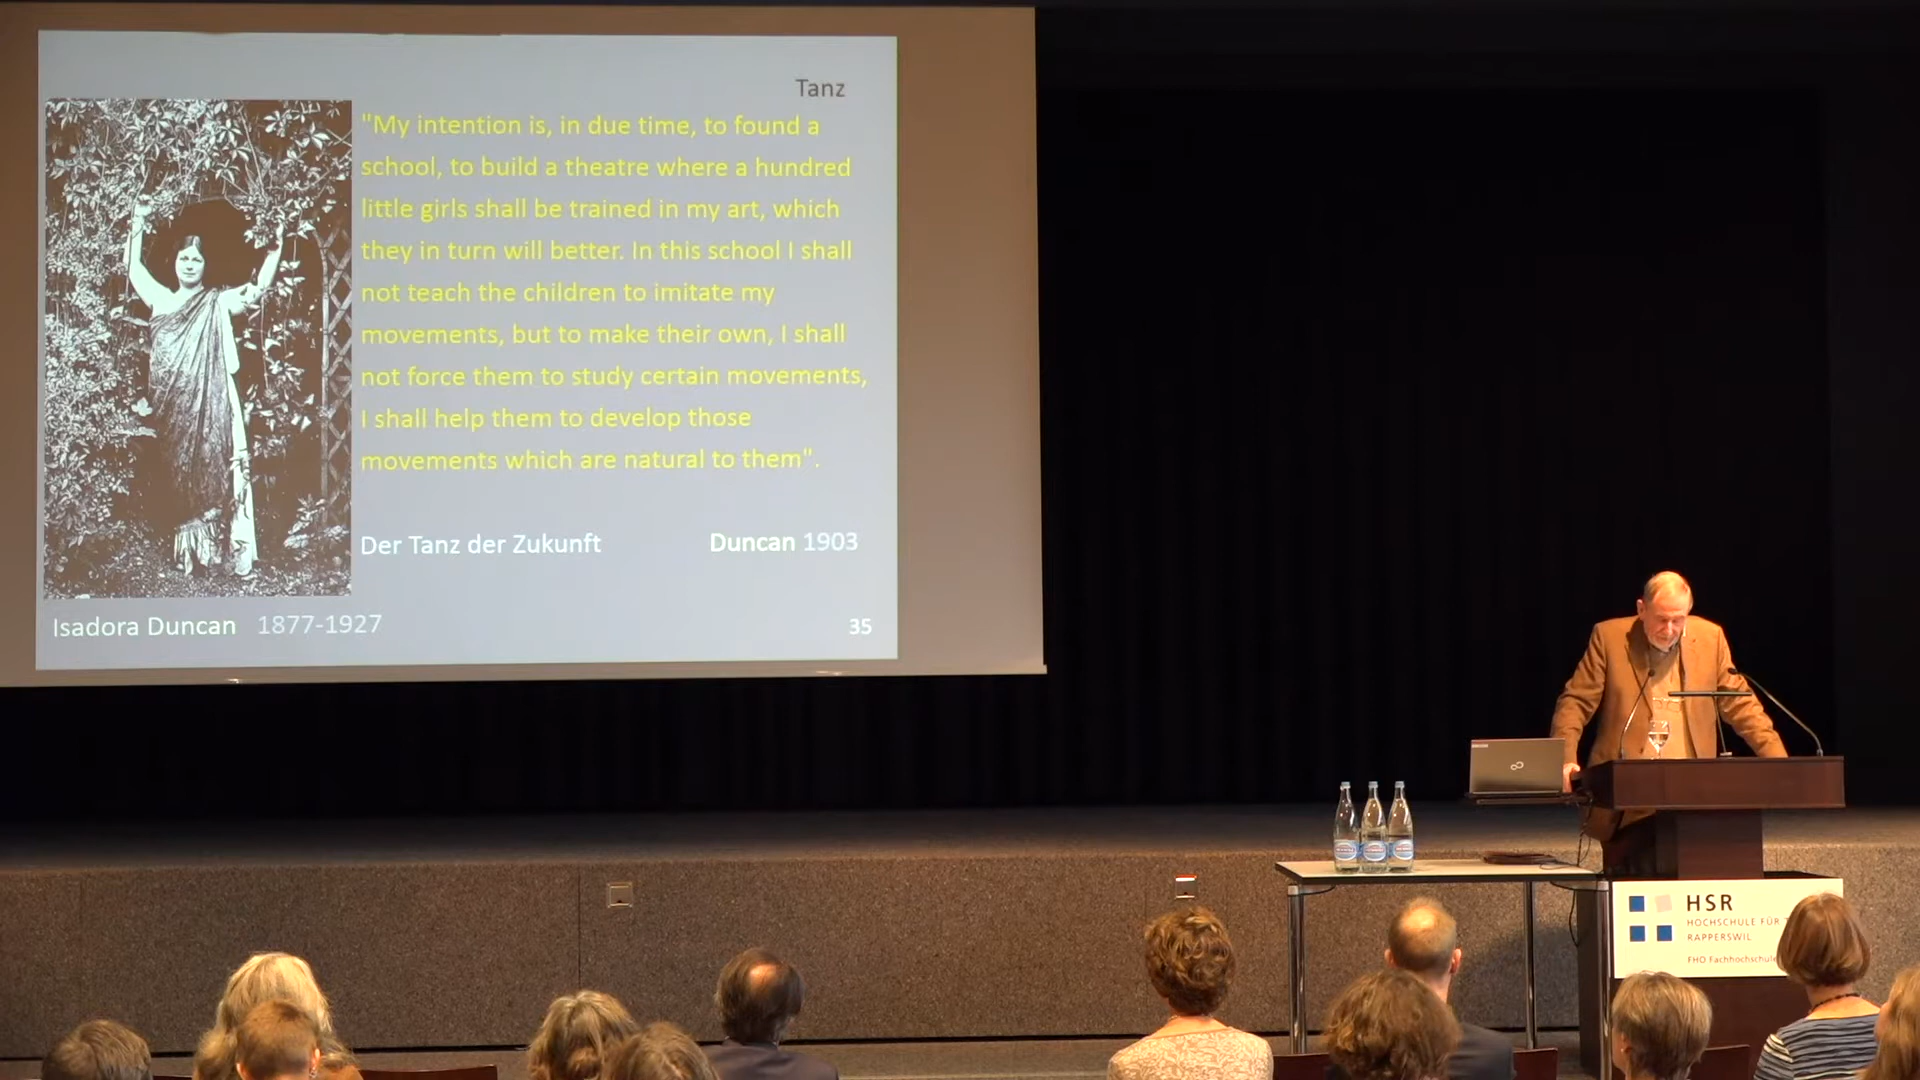 Tanz
"My intention is, in due time, to found a
school, to build a theatre where a hundred
little girls shall be trained in my art, which
they in turn will better. In this school I shall
not teach the children to imitate my
movements, but to make their own, I shall
not force them to study certain movements,
I shall help them to develop those
movements which are natural to them".
Der Tanz der Zukunft Duncan 1903
Isadora Duncan 1877-1927
35
HSR
HOCHSCHULE FÜR
RAPPERSWIL
FHO Fachhochschule